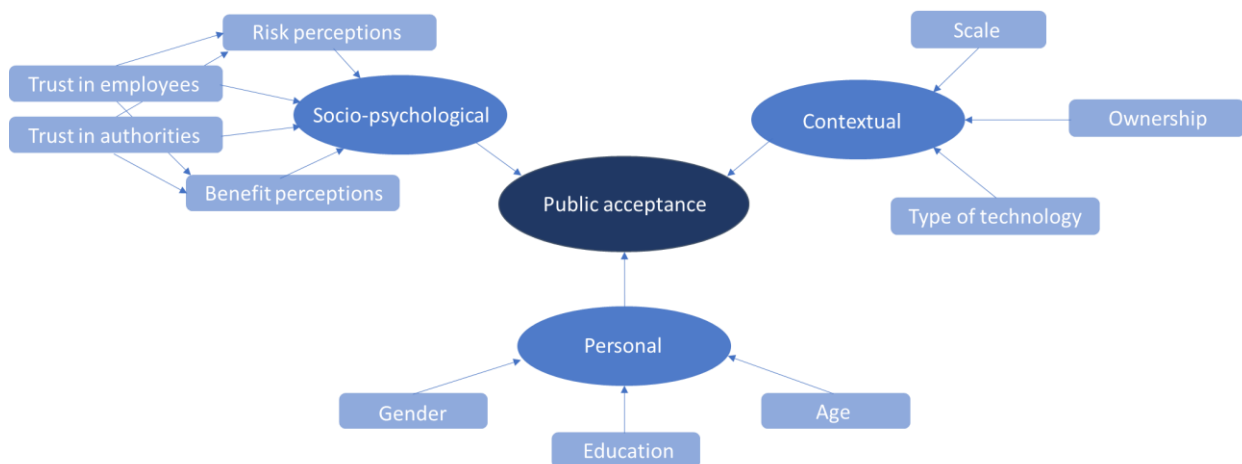 Risk perceptions
Scale
Trust in employees
Socio-psychological
Contextual
Ownership
Trust in authorities
Benefit perceptions
Public acceptance
Type of technology
Personal
Gender
Age
Education